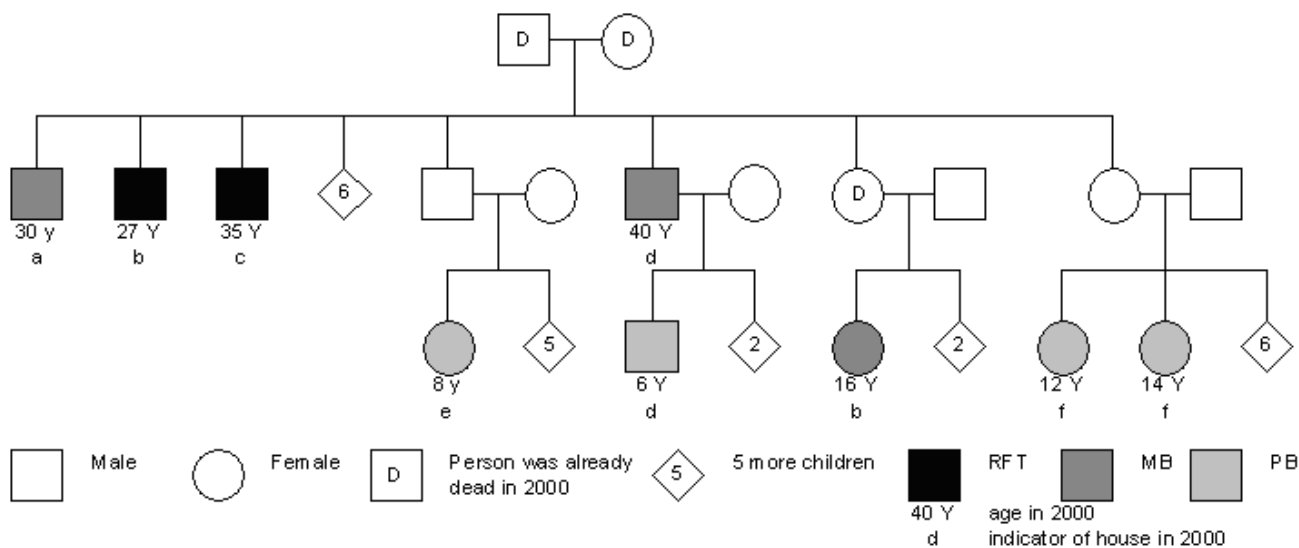 D D
6 D
30 y 27 Y 35 Y 40 Y
a b c d
5 2 2 6
8 y 6 Y 16 Y 12 Y 14 Y
e d b f f
Male Female D Person was already 5 5 more children RFT MB PB
dead in 2000
40 Y age in 2000
d indicator of house in 2000